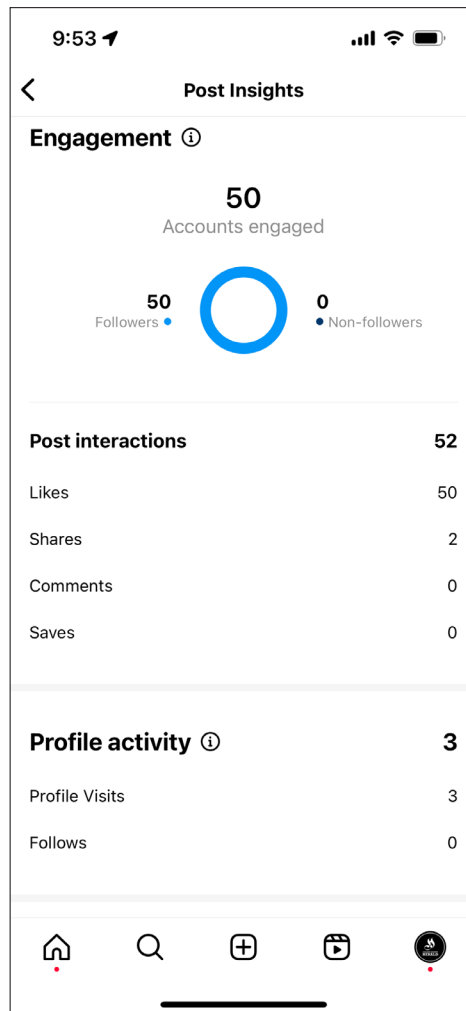 9:53
Post Insights
Engagement
50
Accounts engaged
50
Followers
0
Non-followers
Post interactions 52
Likes 50
Shares 2
Comments 0
Saves 0
Profile activity 3
Profile Visits 3
Follows 0
HERALD